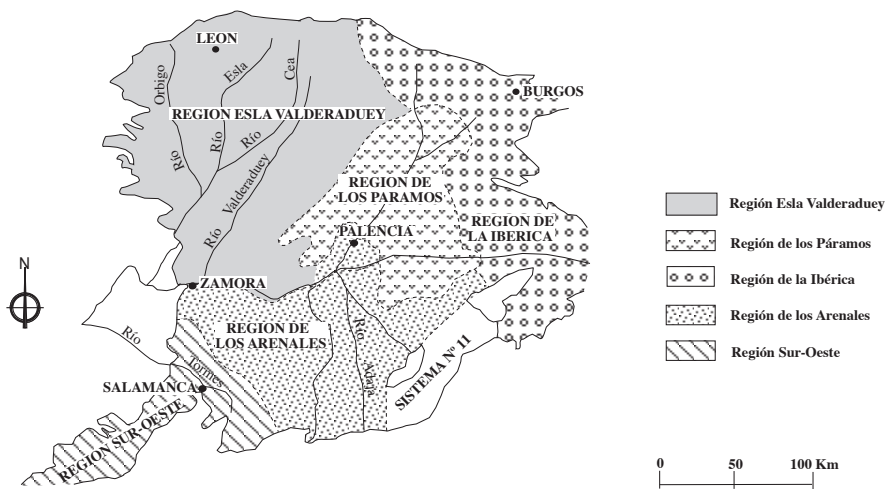 LEON
Orbigo
Río
Esla
Río
Cea
Río
REGION ESLA VALDERADUEY
BURGOS
Río Valderaduey
REGION DE
LOS PARAMOS
REGION DE
LA IBERICA
PALENCIA
ZAMORA
REGION DE
LOS ARENALES
Río
Adaja
Río
Tormes
SALAMANCA
REGION SUR-OESTE
SISTEMA Nº 11
N
Región Esla Valderaduey
Región de los Páramos
Región de la Ibérica
Región de los Arenales
Región Sur-Oeste
0 50 100 Km